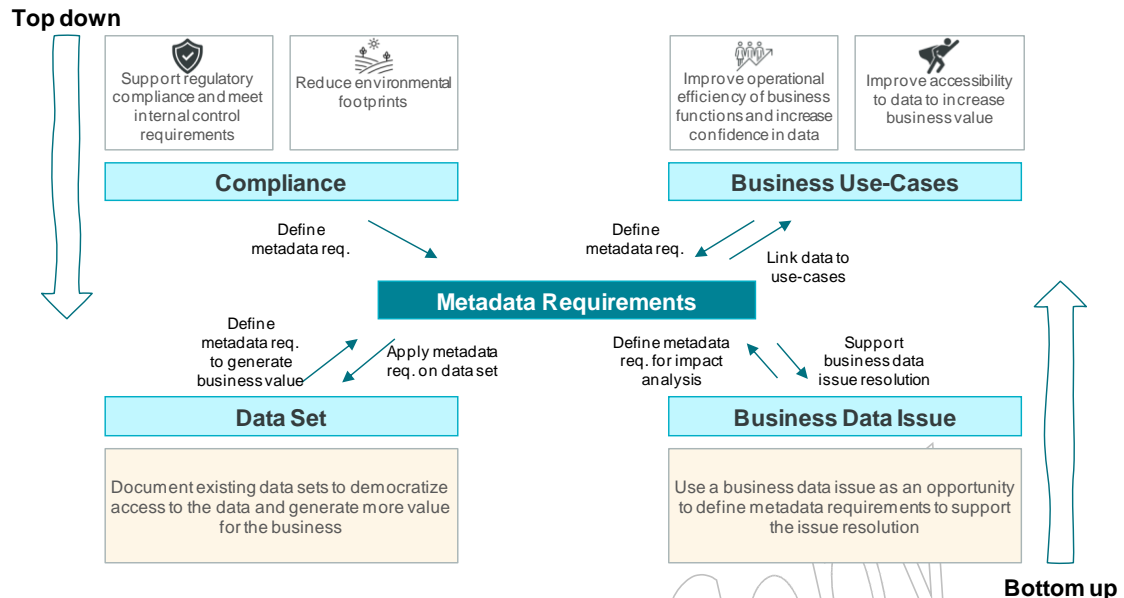 Top down
Support regulatory
compliance and meet
internal control
requirements
Reduce environmental
footprints
Improve operational
efficiency of business
functions and increase
confidence in data
Improve accessibility
to data to increase
business value
Compliance
Business Use-Cases
Define
metadata req.
Define
metadata req.
Link data to
use-cases
Metadata Requirements
Define
metadata req.
to generate
business value
Apply metadata
req. on data set
Define metadata
req. for impact
analysis
Support
business data
issue resolution
Data Set
Business Data Issue
Document existing data sets to democratize
access to the data and generate more value
for the business
Use a business data issue as an opportunity
to define metadata requirements to support
the issue resolution
Bottom up